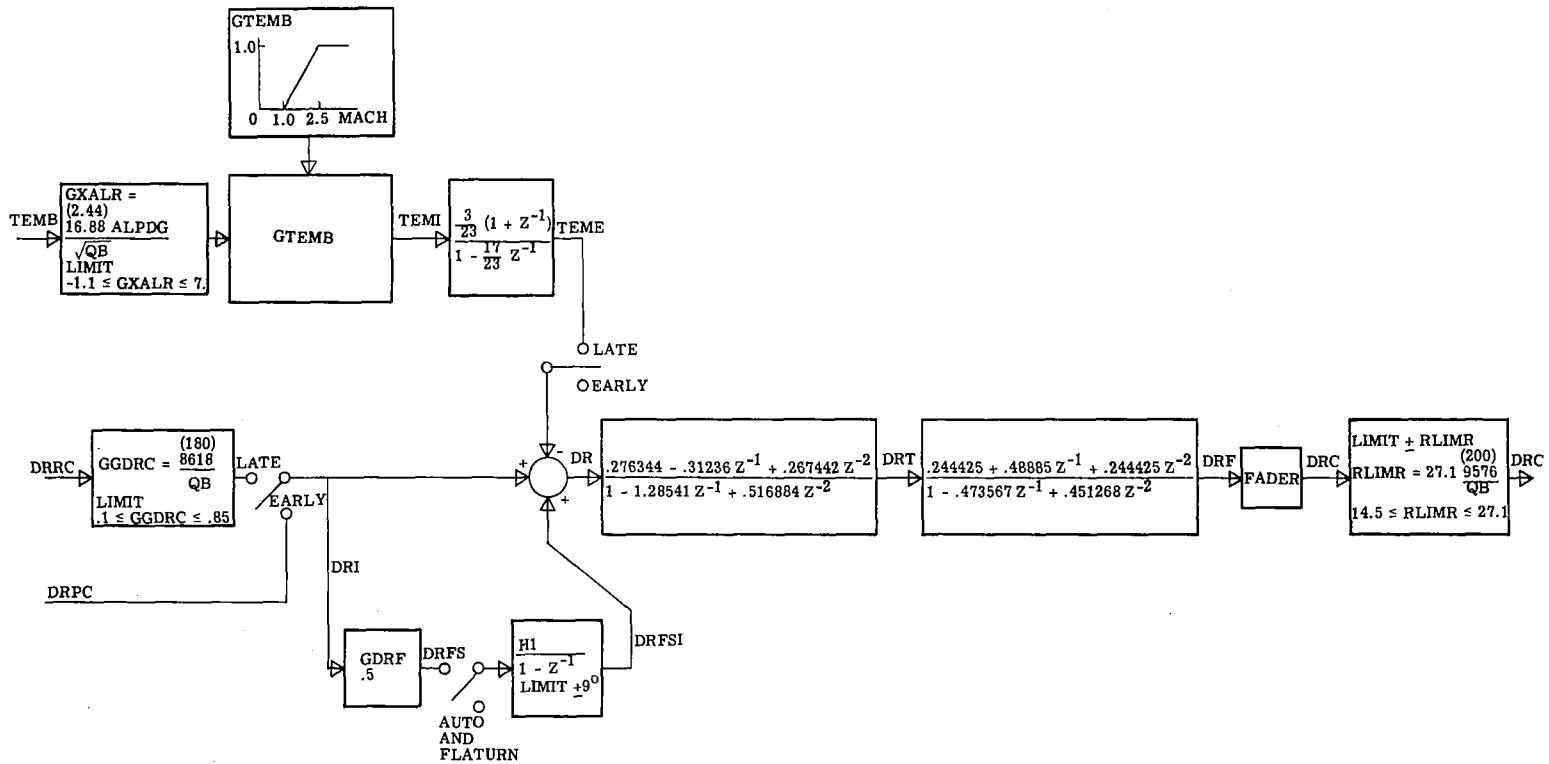 GTEMB
1.0
0 1.0 2.5 MACH
TEMB
GXALR =
(2.44)
16.88 ALPDG
√QB
LIMIT
-1.1 ≤ GXALR ≤ 7.
GTEMB
TEMI
3/23 (1 + Z^-1)
1 - 17/23 Z^-1
TEME
LATE
EARLY
DRRC
GGDRC = (180) 8618
QB
LIMIT
.1 ≤ GGDRC ≤ .85
LATE
EARLY
DRPC
DRI
+
-
+
DR
.276344 - .31236 Z^-1 + .267442 Z^-2
1 - 1.28541 Z^-1 + .516884 Z^-2
DRT
.244425 + .48885 Z^-1 + .244425 Z^-2
1 - .473567 Z^-1 + .451268 Z^-2
DRF
FADER
DRC
LIMIT ± RLIMR
(200)
RLIMR = 27.1 9576
QB
14.5 ≤ RLIMR ≤ 27.1
DRC
GDRF
.5
DRFS
AUTO
AND
FLATURN
H1
1 - Z^-1
LIMIT ±9°
DRFSI